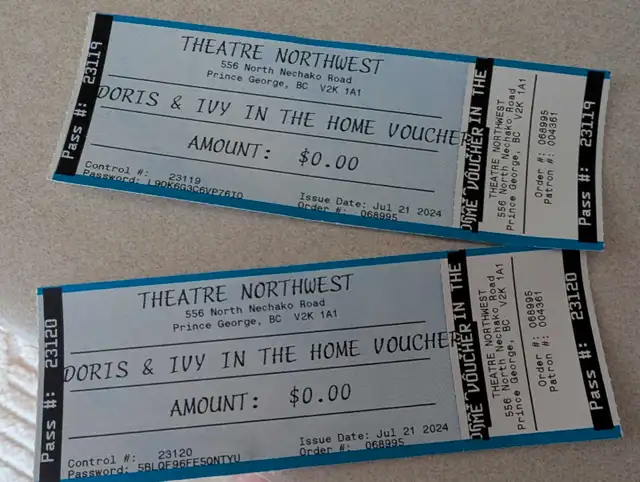 Pass #: 23119
THEATRE NORTHWEST
556 North Nechako Road
Prince George, BC V2K 1A1
DORIS & IVY IN THE HOME VOUCHER
AMOUNT: $0.00
Control #: 23119
Password: L9OK6G3C6VP76IO
Issue Date: Jul 21 2024
Order #: 068995
OME VOUCHER IN THE
THEATRE NORTHWEST
556 North Nechako Road
Prince George, BC V2K 1A1
Order #: 068995
Patron #: 004361
Pass #: 23119
Pass #: 23120
THEATRE NORTHWEST
556 North Nechako Road
Prince George, BC V2K 1A1
DORIS & IVY IN THE HOME VOUCHER
AMOUNT: $0.00
Control #: 23120
Password: 5BLQF96FE5QNTYU
Issue Date: Jul 21 2024
Order #: 068995
OME VOUCHER IN THE
THEATRE NORTHWEST
556 North Nechako Road
Prince George, BC V2K 1A1
Order #: 068995
Patron #: 004361
Pass #: 23120